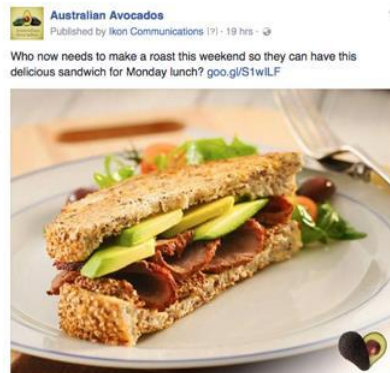 Australian Avocados
Published by Ikon Communications [?] · 19 hrs ·
Who now needs to make a roast this weekend so they can have this
delicious sandwich for Monday lunch? goo.gl/S1wILF